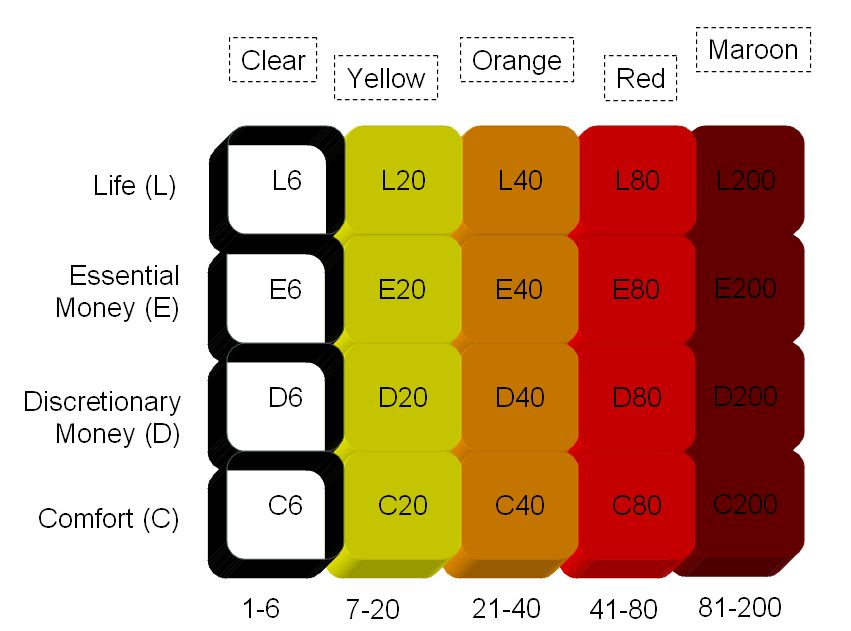 Clear
Yellow
Orange
Red
Maroon
Life (L)
L6
L20
L40
L80
L200
Essential
Money (E)
E6
E20
E40
E80
E200
Discretionary
Money (D)
D6
D20
D40
D80
D200
Comfort (C)
C6
C20
C40
C80
C200
1-6
7-20
21-40
41-80
81-200